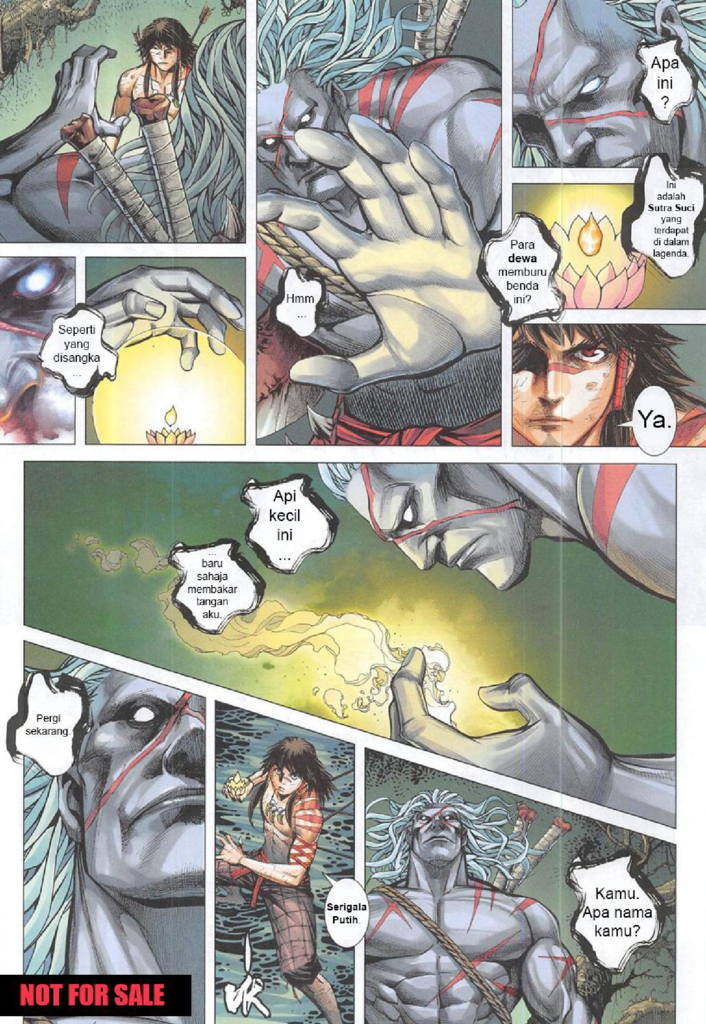 Apa
ini
?
Ini
adalah
Sutra Suci
yang
terdapat
di dalam
lagenda.
Para
dewa
memburu
benda
ini?
Ya.
Hmm
...
Seperti
yang
disangka
...
Api
kecil
ini
...
...
baru
sahaja
membakar
tangan
aku.
Kamu.
Apa nama
kamu?
Serigala
Putih.
Pergi
sekarang.
NOT FOR SALE